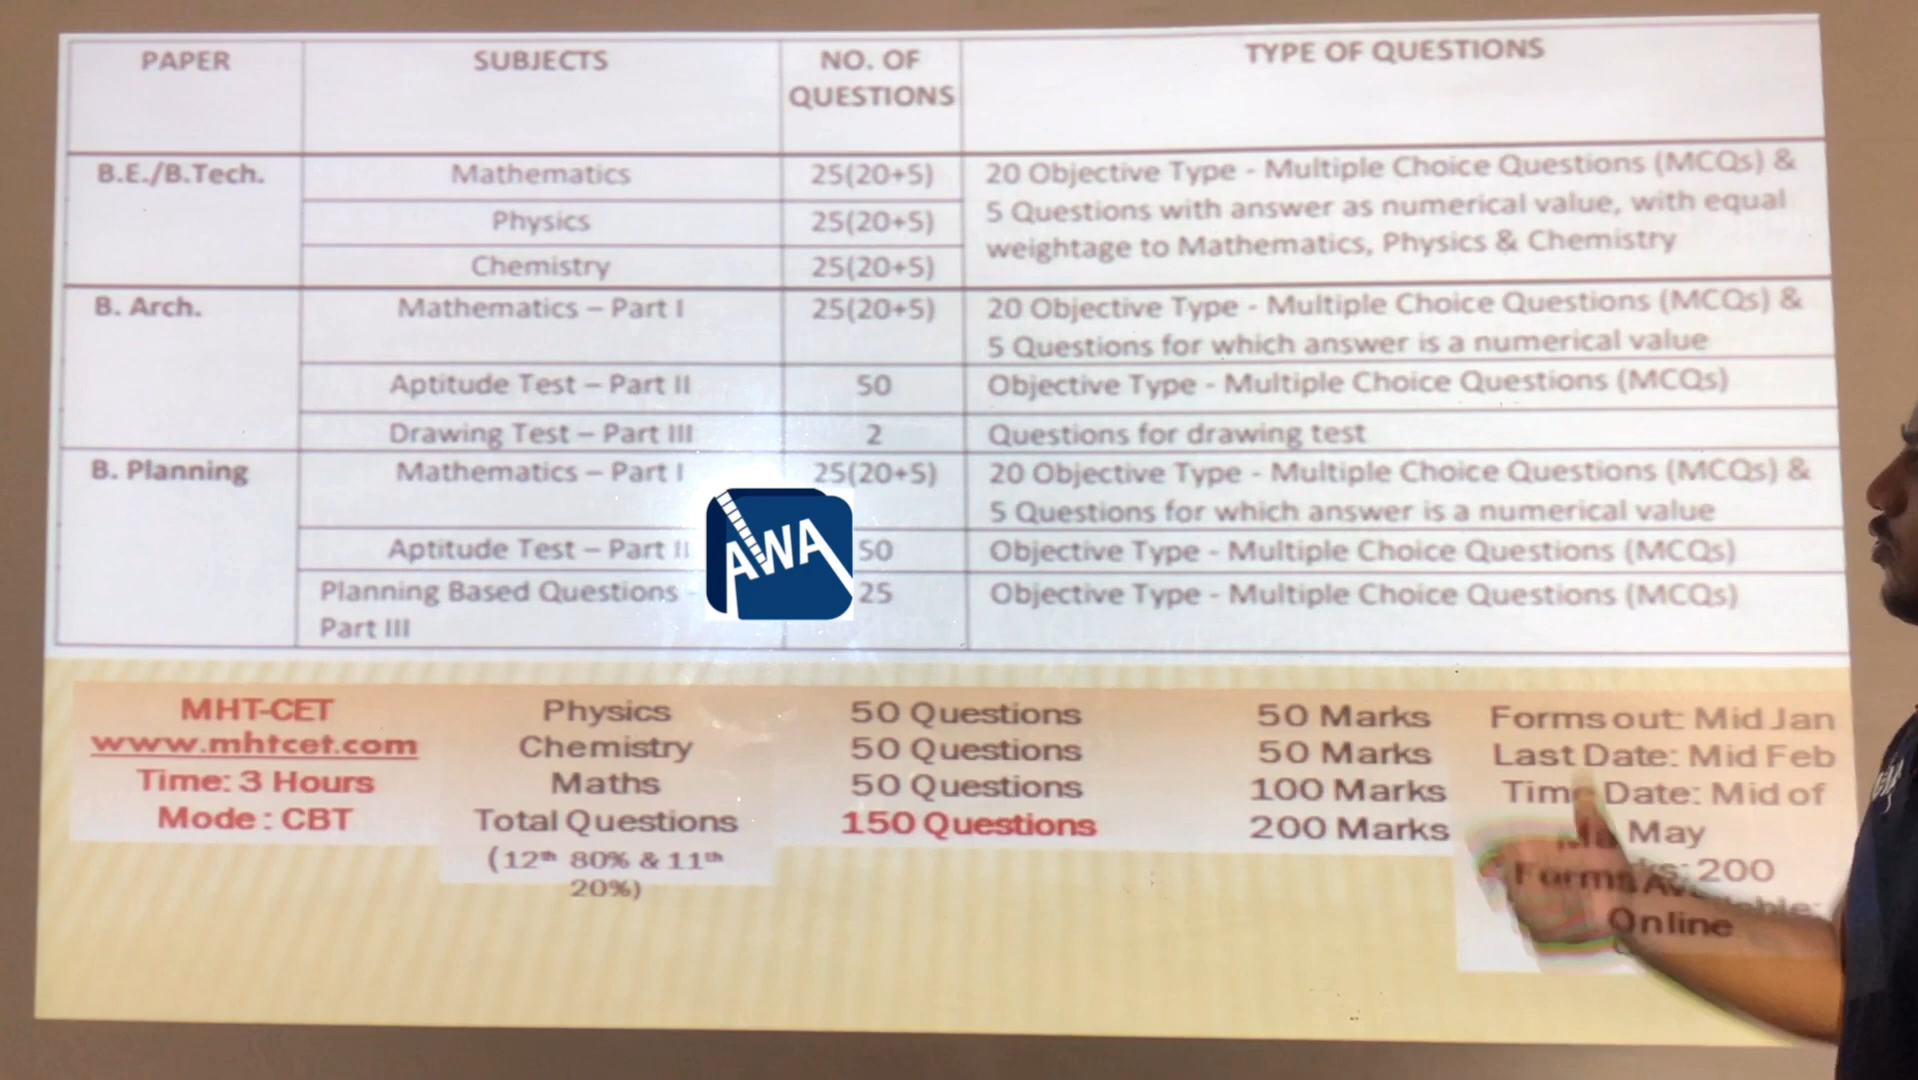 PAPER SUBJECTS NO. OF QUESTIONS TYPE OF QUESTIONS
B.E./B.Tech. Mathematics 25(20+5) 20 Objective Type - Multiple Choice Questions (MCQs) &
Physics 25(20+5) 5 Questions with answer as numerical value, with equal
Chemistry 25(20+5) weightage to Mathematics, Physics & Chemistry
B. Arch. Mathematics – Part I 25(20+5) 20 Objective Type - Multiple Choice Questions (MCQs) &
5 Questions for which answer is a numerical value
Aptitude Test – Part II 50 Objective Type - Multiple Choice Questions (MCQs)
Drawing Test – Part III 2 Questions for drawing test
B. Planning Mathematics – Part I 25(20+5) 20 Objective Type - Multiple Choice Questions (MCQs) &
5 Questions for which answer is a numerical value
Aptitude Test – Part II 50 Objective Type - Multiple Choice Questions (MCQs)
Planning Based Questions - 25 Objective Type - Multiple Choice Questions (MCQs)
Part III
AWA
MHT-CET Physics 50 Questions 50 Marks Forms out: Mid Jan
www.mhtcet.com Chemistry 50 Questions 50 Marks Last Date: Mid Feb
Time: 3 Hours Maths 50 Questions 100 Marks Time Date: Mid of
Mode : CBT Total Questions 150 Questions 200 Marks May
(12th 80% & 11th 200
20%) Forms
Online